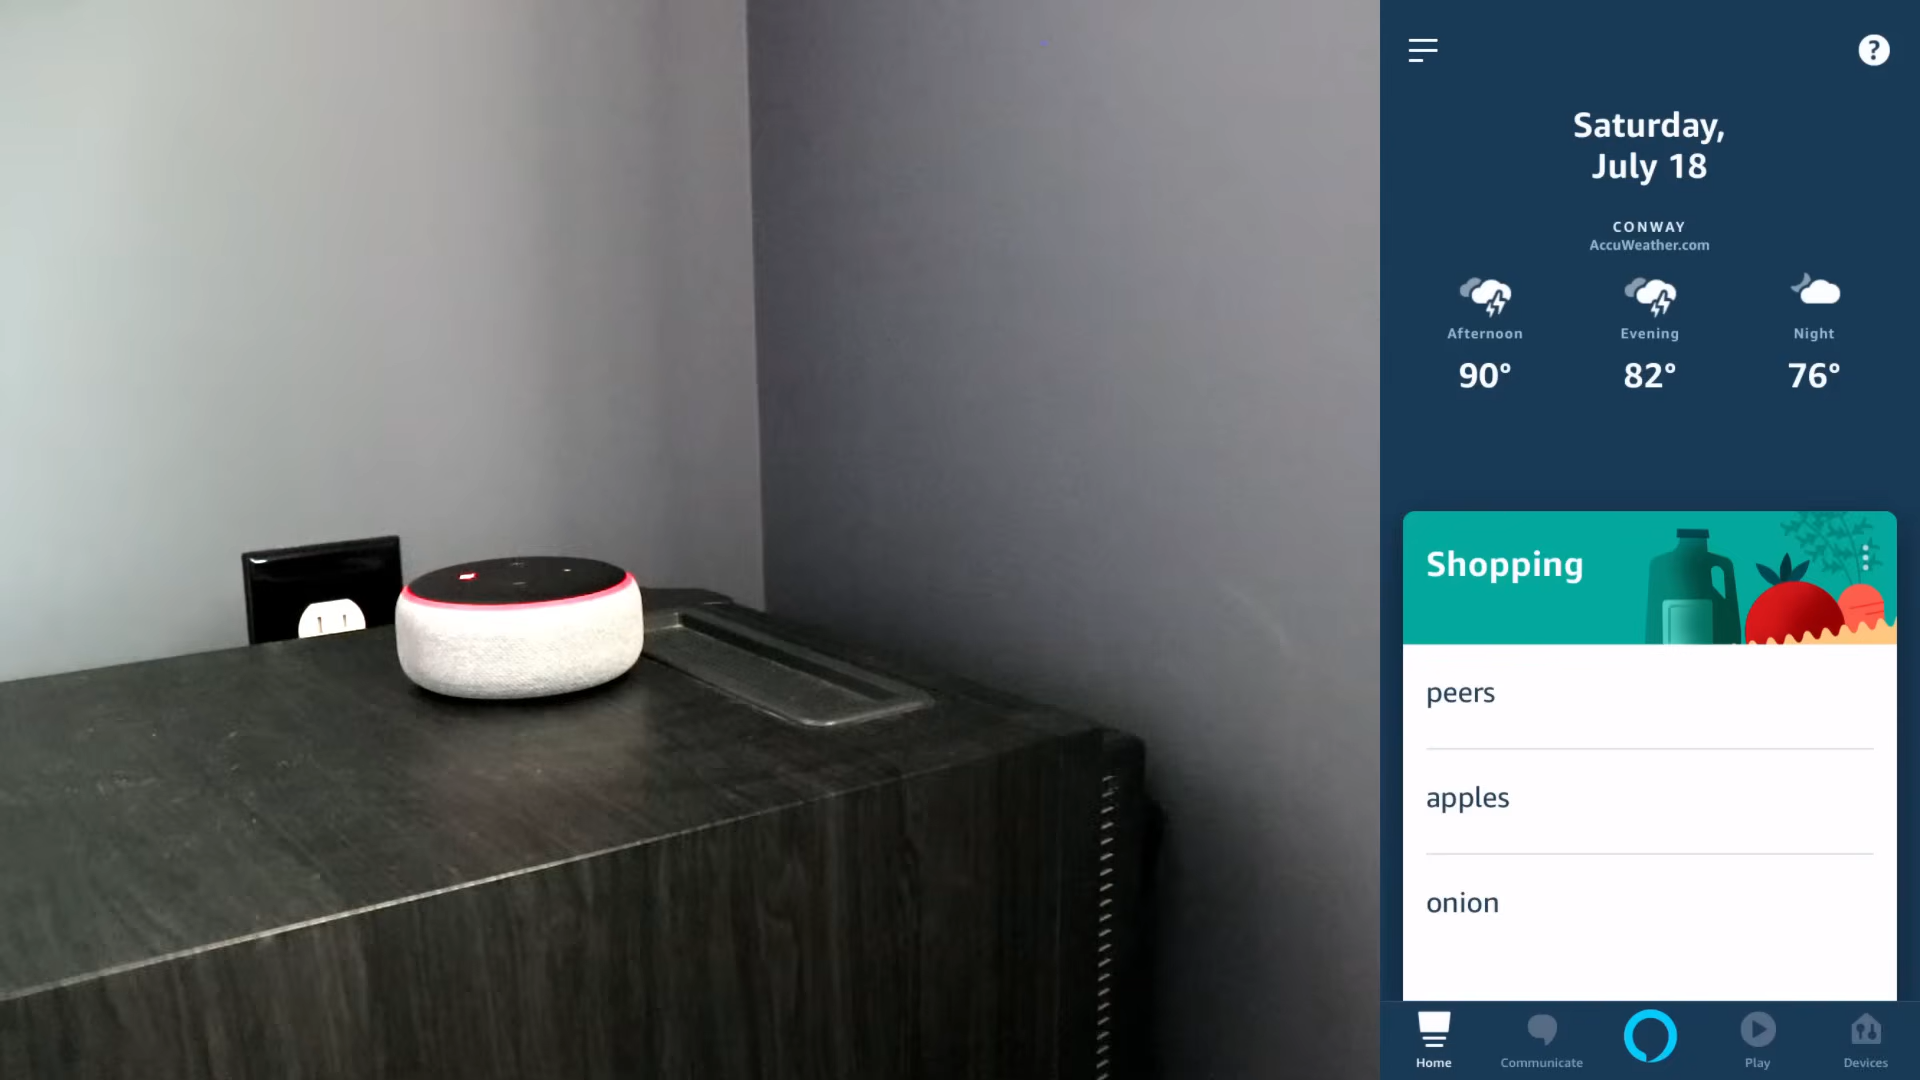 ?
Saturday,
July 18
CONWAY
AccuWeather.com
Afternoon Evening Night
90° 82° 76°
Shopping
peers
apples
onion
Home Communicate Play Devices